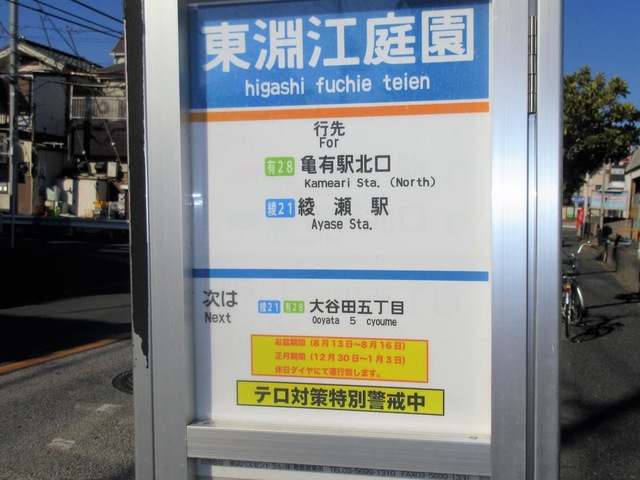 東淵江庭園
higashi fuchie teien
行先
For
有28 亀有駅北口
Kameari Sta. (North)
綾21 綾瀬駅
Ayase Sta.
次は 綾21 有28 大谷田五丁目
Next Ooyata 5 cyoume
お盆期間(8月13日~8月16日)
正月期間(12月30日~1月3日)
休日ダイヤにて運行致します。
テロ対策特別警戒中